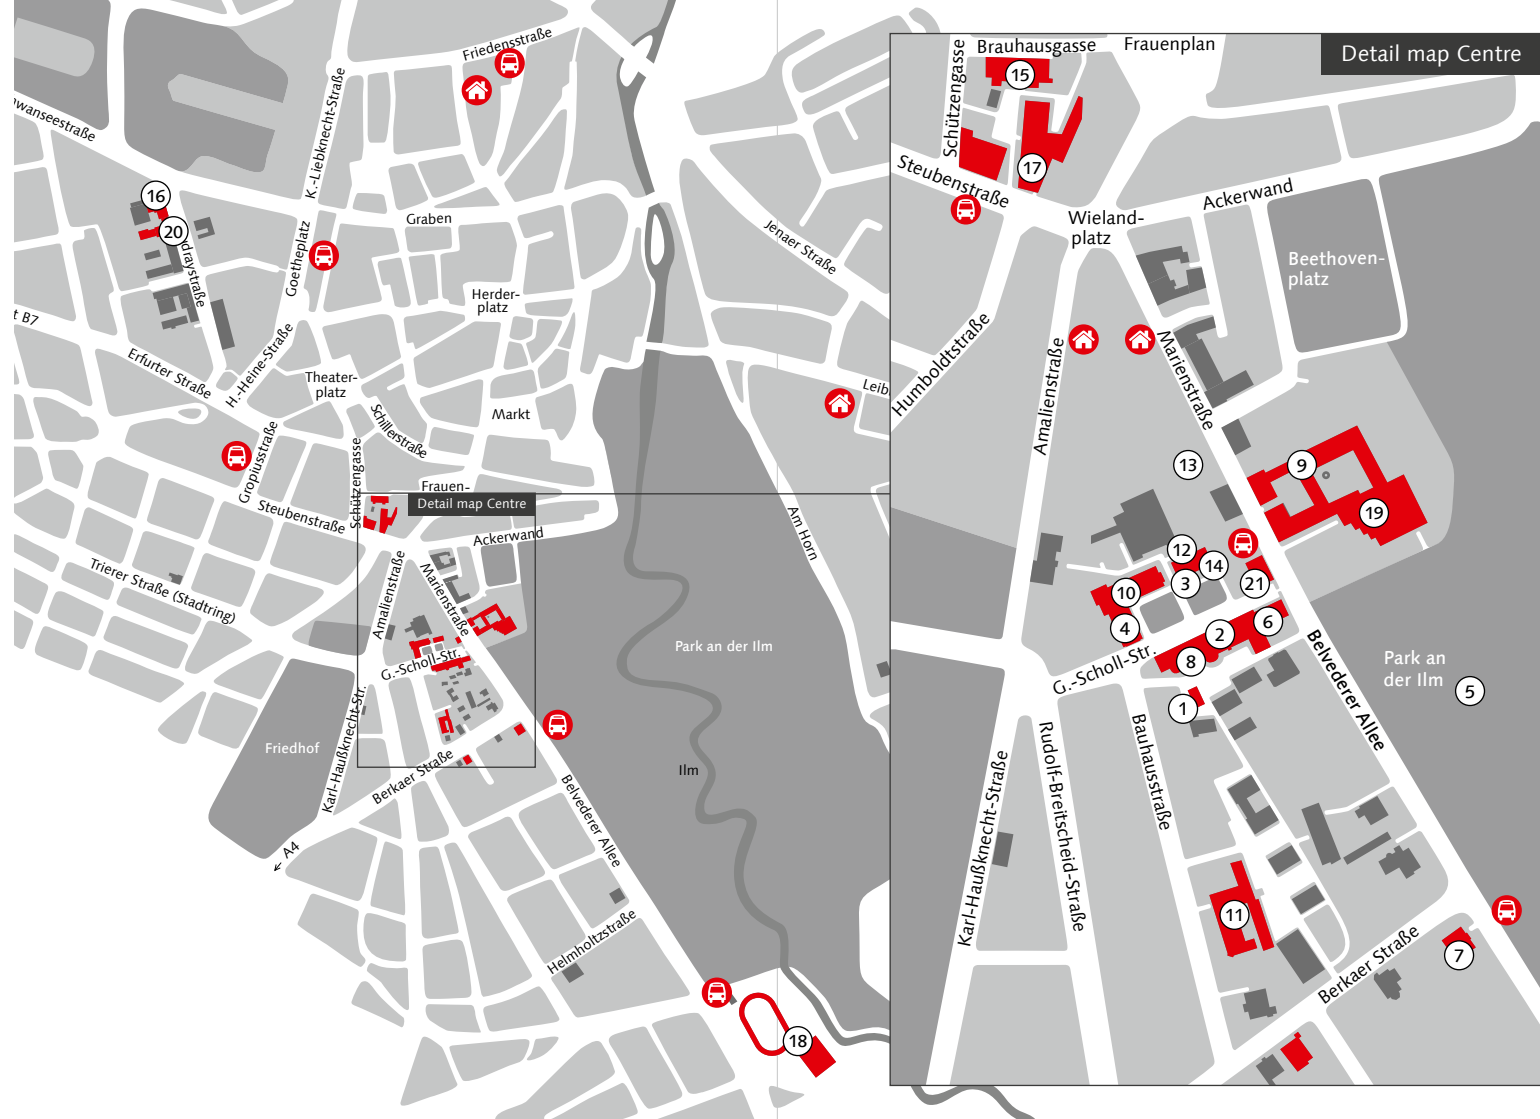 Friedensstraße
K.-Liebknecht-Straße
wanseestraße
16
20
draystraße
Graben
Goetheplatz
Jenaer Straße
Herder-
platz
t B7
Erfurter Straße
H.-Heine-Straße
Theater-
platz
Schillerstraße
Markt
Leib
Gropiusstraße
Schützengasse
Frauen-
Detail map Centre
Steubenstraße
Ackerwand
Am Horn
Trierer Straße (Stadtring)
Amalienstraße
Marienstraße
G.-Scholl-Str.
Park an der Ilm
Karl-Haußknecht-Str.
Friedhof
Ilm
Berkaer Straße
Belvederer Allee
← A4
Helmholtzstraße
18
Detail map Centre
Brauhausgasse
Frauenplan
Schützengasse
15
17
Steubenstraße
Wieland-
platz
Ackerwand
Beethoven-
platz
Humboldtstraße
Amalienstraße
Marienstraße
13
9
19
12
14
10
3
21
4
2
6
8
G.-Scholl-Str.
1
Belvederer Allee
Park an
der Ilm
5
Karl-Haußknecht-Straße
Rudolf-Breitscheid-Straße
Bauhausstraße
11
Berkaer Straße
7